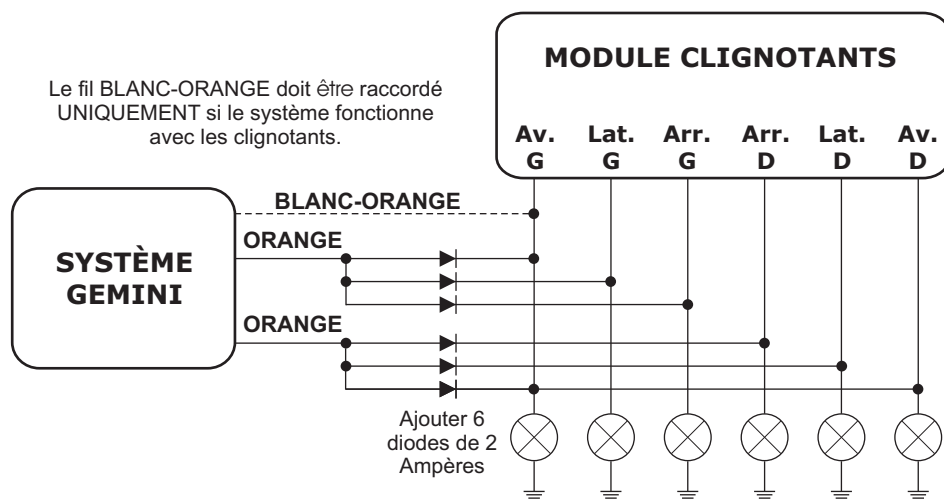 MODULE CLIGNOTANTS
Le fil BLANC-ORANGE doit être raccordé
UNIQUEMENT si le système fonctionne
avec les clignotants.
Av. Lat. Arr. Arr. Lat. Av.
G G G D D D
BLANC-ORANGE
ORANGE
SYSTÈME
GEMINI
ORANGE
Ajouter 6
diodes de 2
Ampères